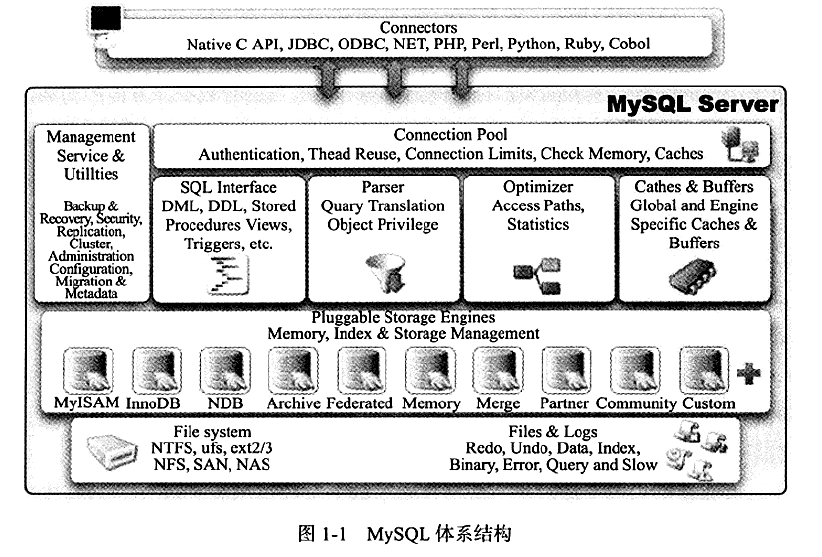 Connectors
Native C API, JDBC, ODBC, NET, PHP, Perl, Python, Ruby, Cobol
MySQL Server
Management
Service &
Utillties
Backup &
Recovery, Security,
Replication,
Cluster,
Administration
Configuration,
Migration &
Metadata
Connection Pool
Authentication, Thead Reuse, Connection Limits, Check Memory, Caches
SQL Interface
DML, DDL, Stored
Procedures Views,
Triggers, etc.
Parser
Quary Translation
Object Privilege
Optimizer
Access Paths,
Statistics
Cathes & Buffers
Global and Engine
Specific Caches &
Buffers
Pluggable Storage Engines
Memory, Index & Storage Management
MyISAM InnoDB NDB Archive Federated Memory Merge Partner Community Custom
File system
NTFS, ufs, ext2/3
NFS, SAN, NAS
Files & Logs
Redo, Undo, Data, Index,
Binary, Error, Query and Slow
图 1-1 MySQL 体系结构